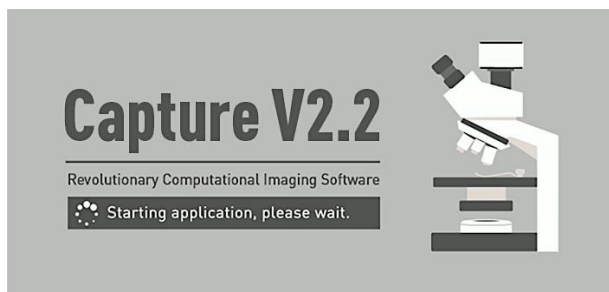 Capture V2.2
Revolutionary Computational Imaging Software
Starting application, please wait.